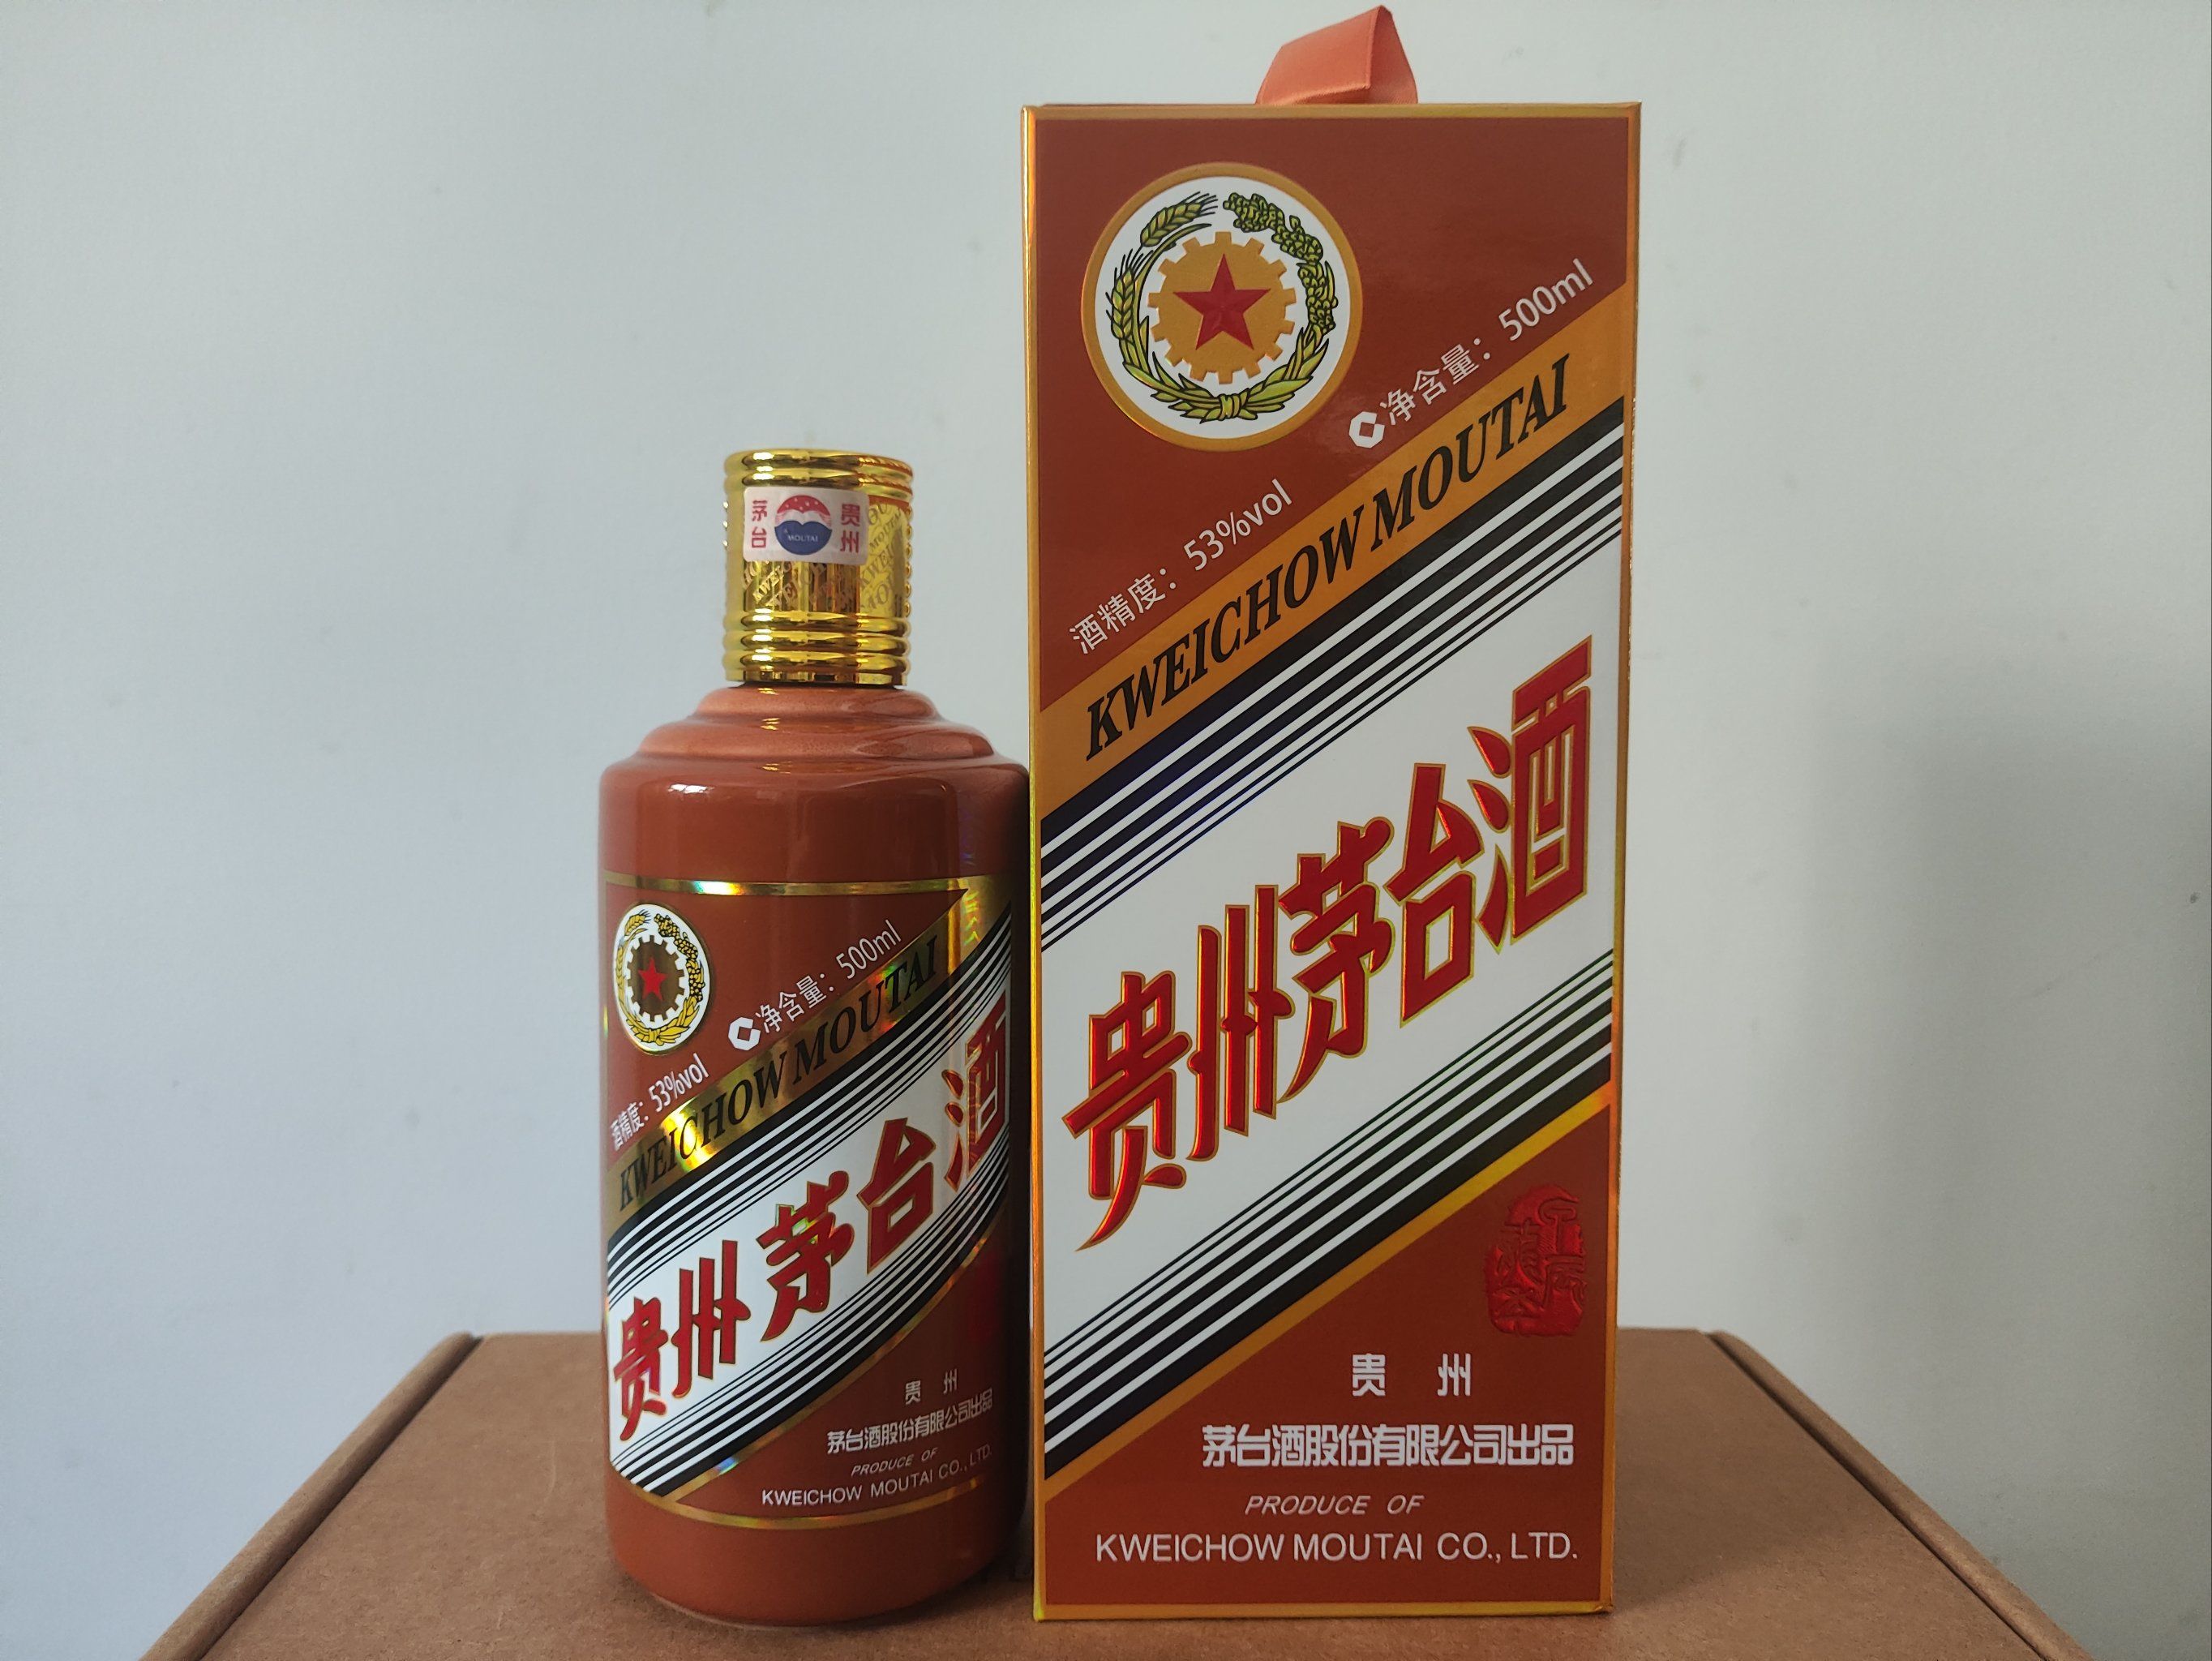 贵州
茅台
MOUTAI
酒精度：53%vol
净含量：500ml
KWEICHOW MOUTAI
贵州茅台酒
贵州
茅台酒股份有限公司出品
PRODUCE OF
KWEICHOW MOUTAI CO., LTD.
酒精度：53%vol
净含量：500ml
KWEICHOW MOUTAI
贵州茅台酒
贵州
茅台酒股份有限公司出品
PRODUCE OF
KWEICHOW MOUTAI CO., LTD.